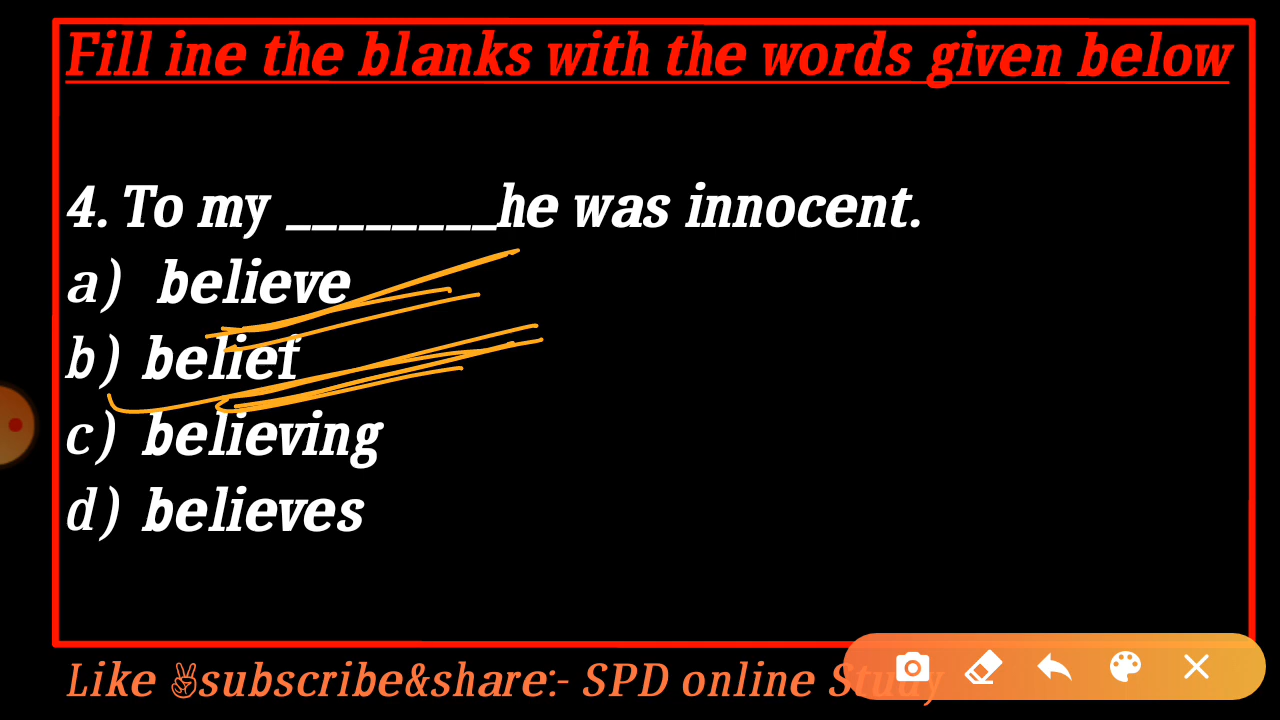 Fill ine the blanks with the words given below
4. To my ________he was innocent.
a) believe
b) belief
c) believing
d) believes
Like ✌subscribe&share:- SPD online Study